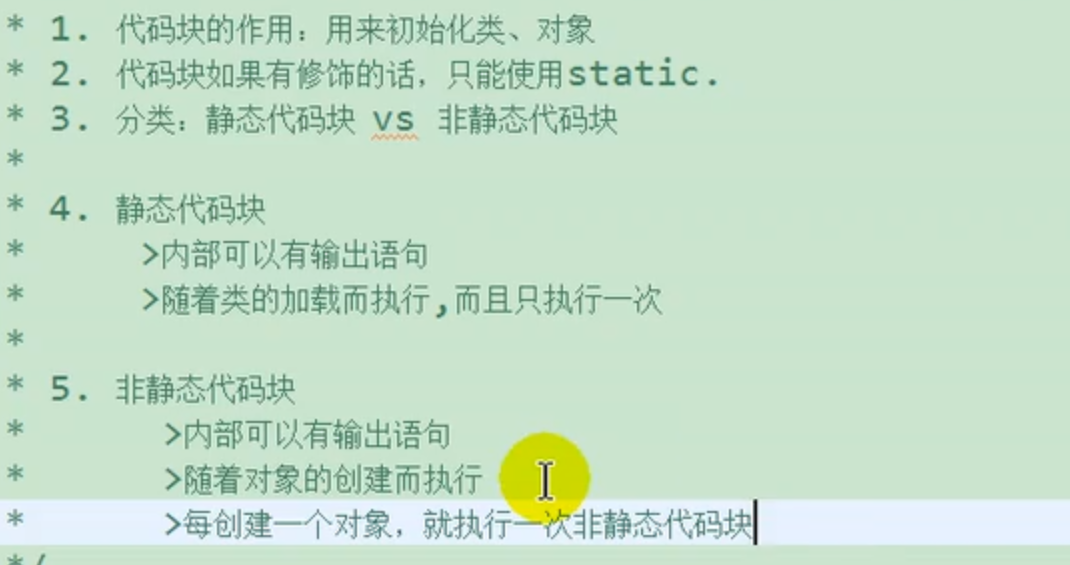 * 1. 代码块的作用：用来初始化类、对象
* 2. 代码块如果有修饰的话，只能使用static.
* 3. 分类：静态代码块 vs 非静态代码块
*
* 4. 静态代码块
* >内部可以有输出语句
* >随着类的加载而执行,而且只执行一次
*
* 5. 非静态代码块
* >内部可以有输出语句
* >随着对象的创建而执行
* >每创建一个对象，就执行一次非静态代码块
*/